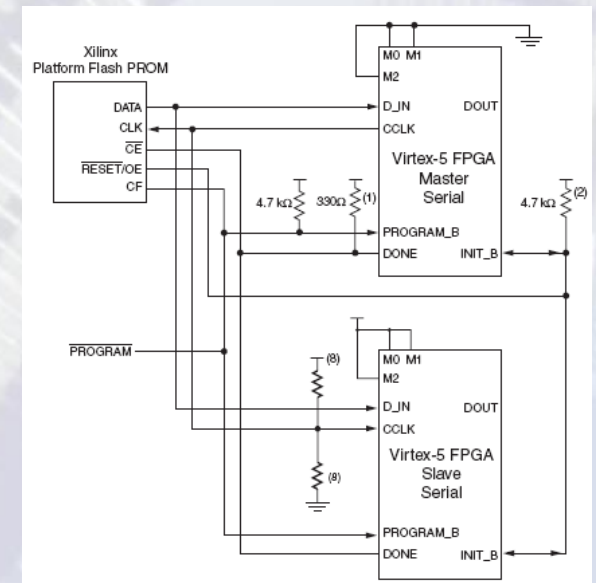 Xilinx
Platform Flash PROM
DATA
CLK
CE
RESET/OE
CF
M0 M1
M2
D_IN DOUT
CCLK
Virtex-5 FPGA
Master
Serial
4.7 kΩ 330Ω (1)
4.7 kΩ (2)
PROGRAM_B
DONE INIT_B
PROGRAM
M0 M1
M2
(8)
D_IN DOUT
CCLK
Virtex-5 FPGA
Slave
Serial
(8)
PROGRAM_B
DONE INIT_B